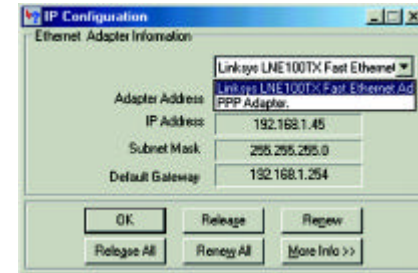 IP Configuration
Ethernet Adapter Information
Linksys LNE100TX Fast Ethernet
Linksys LNE100TX Fast Ethernet Ad
PPP Adapter.
Adapter Address
IP Address 192.168.1.45
Subnet Mask 255.255.255.0
Default Gateway 192.168.1.254
OK Release Renew
Release All Renew All More Info >>